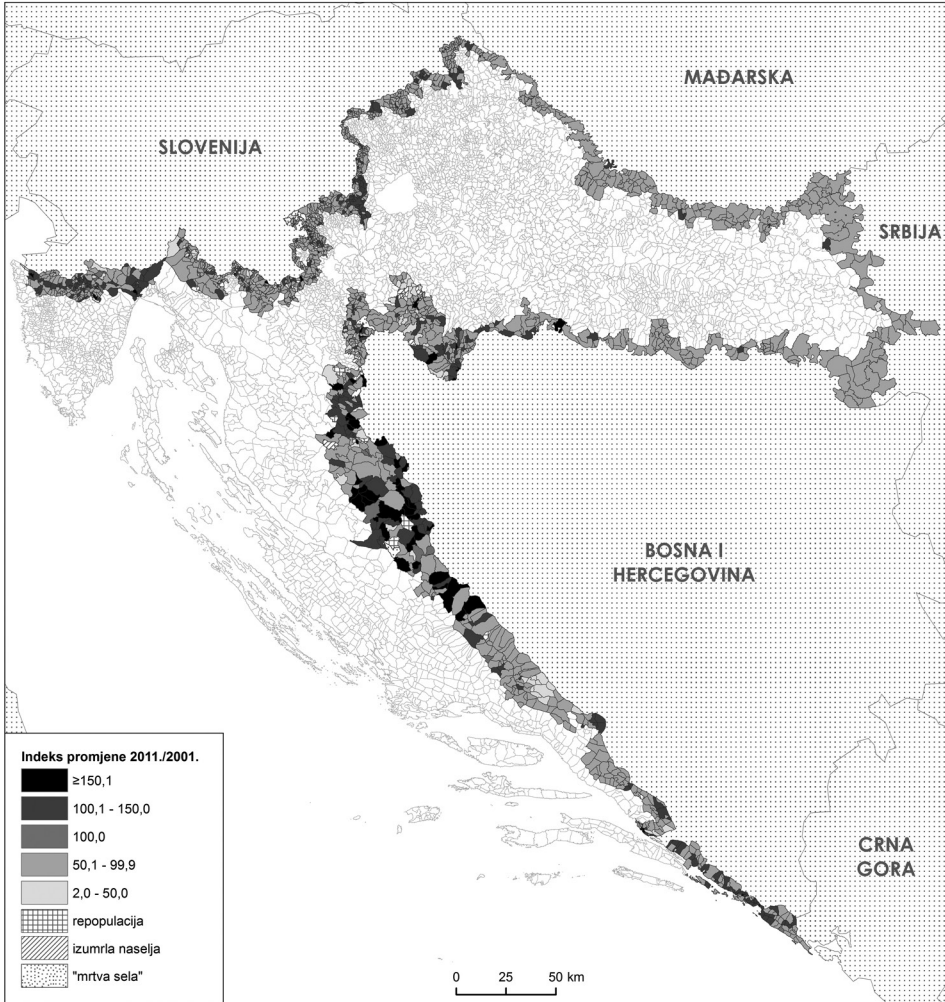 MAĐARSKA
SLOVENIJA
SRBIJA
BOSNA I
HERCEGOVINA
CRNA
GORA
Indeks promjene 2011./2001.
≥150,1
100,1 - 150,0
100,0
50,1 - 99,9
2,0 - 50,0
repopulacija
izumrla naselja
"mrtva sela"
0 25 50 km